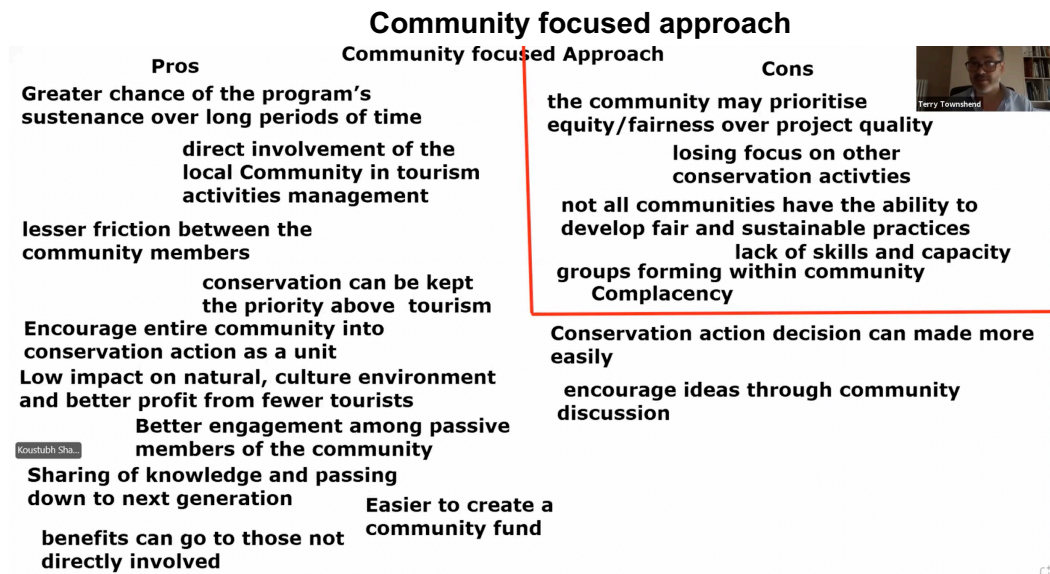 Community focused approach
Community focused Approach
Pros
Greater chance of the program's
sustenance over long periods of time
direct involvement of the
local Community in tourism
activities management
lesser friction between the
community members
conservation can be kept
the priority above tourism
Encourage entire community into
conservation action as a unit
Low impact on natural, culture environment
and better profit from fewer tourists
Better engagement among passive
members of the community
Koustubh Sha...
Sharing of knowledge and passing
down to next generation
Easier to create a
community fund
benefits can go to those not
directly involved
Cons
Terry Townshend
the community may prioritise
equity/fairness over project quality
losing focus on other
conservation activties
not all communities have the ability to
develop fair and sustainable practices
lack of skills and capacity
groups forming within community
Complacency
Conservation action decision can made more
easily
encourage ideas through community
discussion